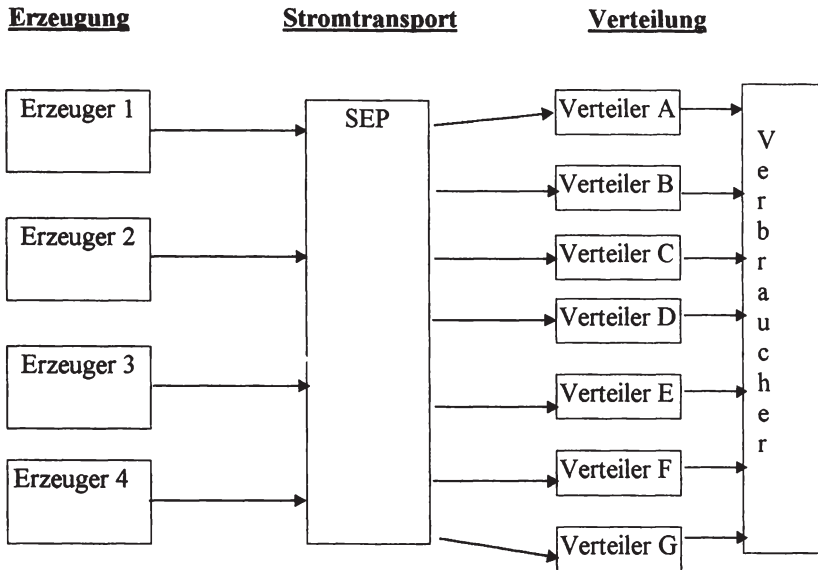 Erzeugung
Stromtransport
Verteilung
Erzeuger 1
Erzeuger 2
Erzeuger 3
Erzeuger 4
SEP
Verteiler A
Verteiler B
Verteiler C
Verteiler D
Verteiler E
Verteiler F
Verteiler G
Verbraucher